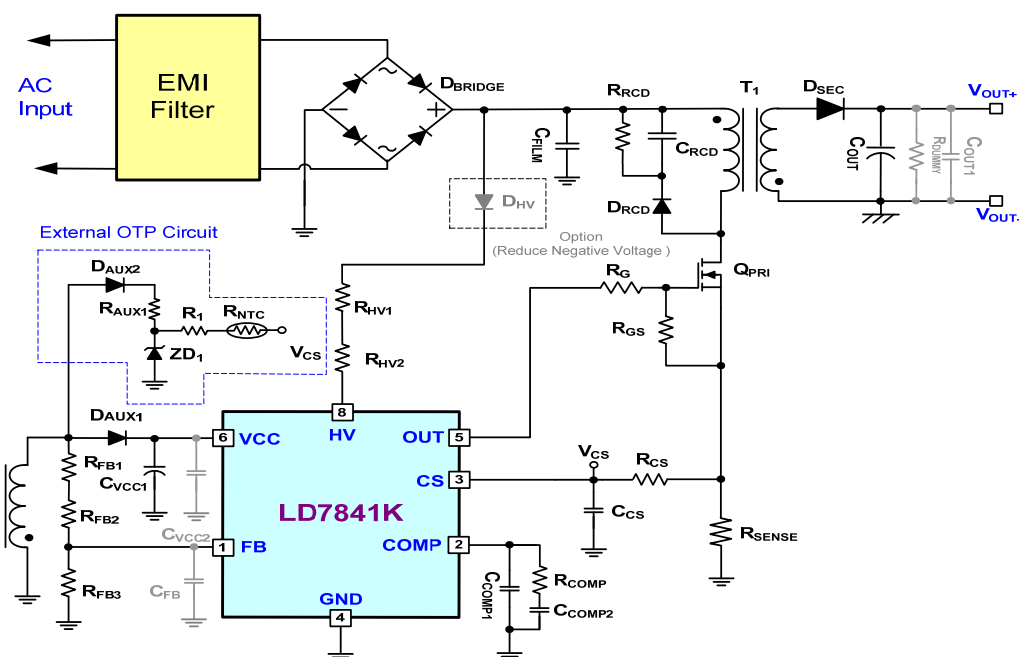 EMI
Filter
AC
Input
DBRIDGE
~
~
−
+
CFILM
RRCD
CRCD
DRCD
T1
DSEC
VOUT+
COUT
RDUMMY
COUT1
VOUT-
DHV
Option
(Reduce Negative Voltage )
External OTP Circuit
DAUX2
RAUX1
R1
RNTC
ZD1
VCS
RHV1
RHV2
RG
QPRI
RGS
DAUX1
8
HV
6
VCC
OUT
5
VCS
RCS
CS
3
CCS
RSENSE
RFB1
CVCC1
RFB2
CVCC2
LD7841K
1
FB
COMP
2
CCOMP1
RCOMP
CCOMP2
RFB3
CFB
GND
4